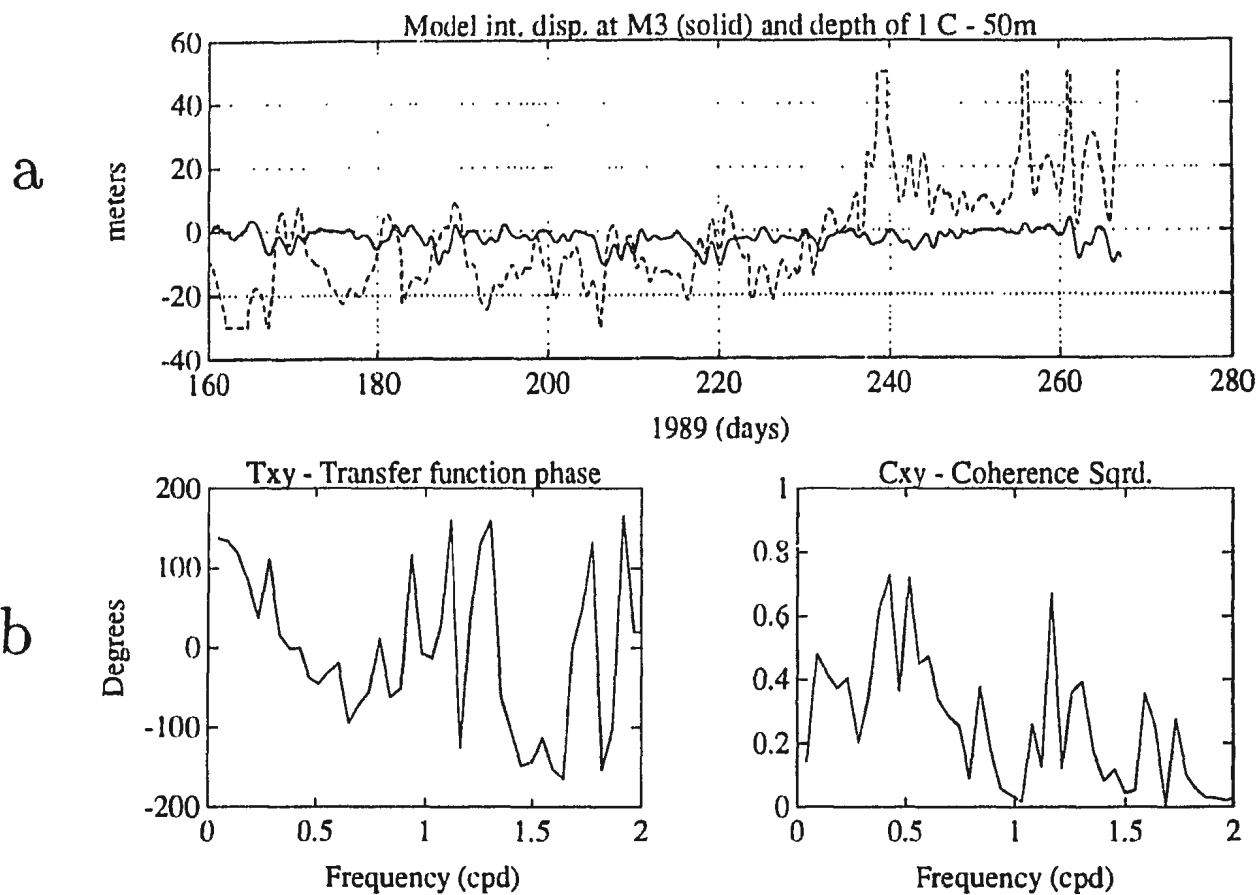 Model int. disp. at M3 (solid) and depth of 1 C - 50m
a
meters
60
40
20
0
-20
-40
160 180 200 220 240 260 280
1989 (days)
b
Txy - Transfer function phase
Degrees
200
100
0
-100
-200
0 0.5 1 1.5 2
Frequency (cpd)
Cxy - Coherence Sqrd.
1
0.8
0.6
0.4
0.2
0
0 0.5 1 1.5 2
Frequency (cpd)